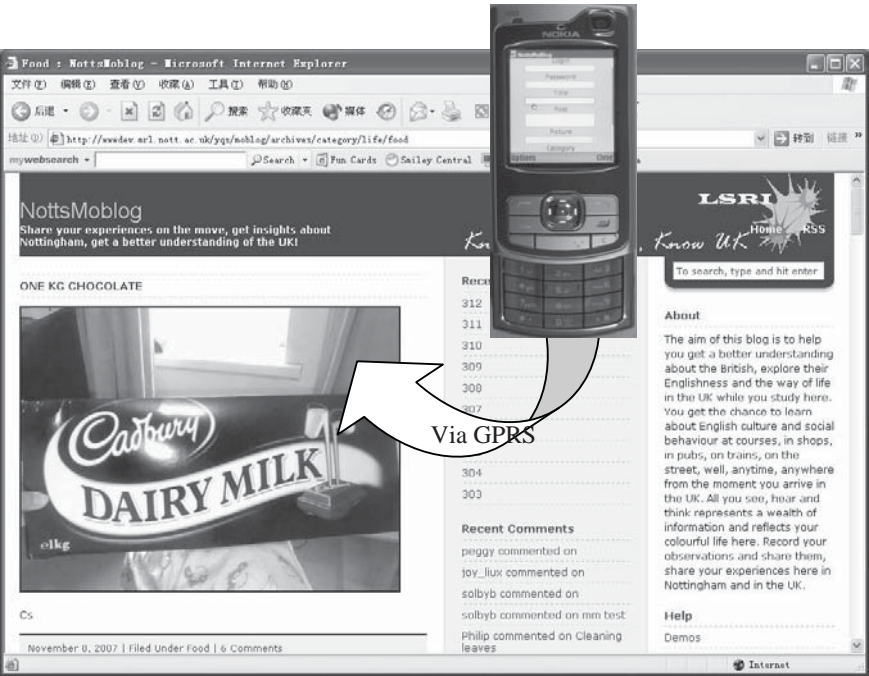 NOKIA
Login
Password
Title
Post
Picture
Category
Options
Done
Food : NottsMoblog - Microsoft Internet Explorer
文件(F) 编辑(E) 查看(V) 收藏(A) 工具(T) 帮助(H)
后退 搜索 收藏夹 媒体
地址(D) http://wwwdev.mrl.nott.ac.uk/yqs/moblog/archives/category/life/food 转到 链接 »
mywebsearch Search Fun Cards Smiley Central
NottsMoblog
Share your experiences on the move, get insights about
Nottingham, get a better understanding of the UK!
Know UK
LSRI
Home RSS
To search, type and hit enter
ONE KG CHOCOLATE
Cadbury
DAIRY MILK
e1kg
Cs
November 8, 2007 | Filed Under Food | 6 Comments
Via GPRS
312
311
310
309
308
307
304
303
Recent Comments
peggy commented on
joy_liux commented on
solbyb commented on
solbyb commented on mm test
Philip commented on Cleaning
leaves
About
The aim of this blog is to help
you get a better understanding
about the British, explore their
Englishness and the way of life
in the UK while you study here.
You get the chance to learn
about English culture and social
behaviour at courses, in shops,
in pubs, on trains, on the
street, well, anytime, anywhere
from the moment you arrive in
the UK. All you see, hear and
think represents a wealth of
information and reflects your
colourful life here. Record your
observations and share them,
share your experiences here in
Nottingham and in the UK.
Help
Demos
Internet